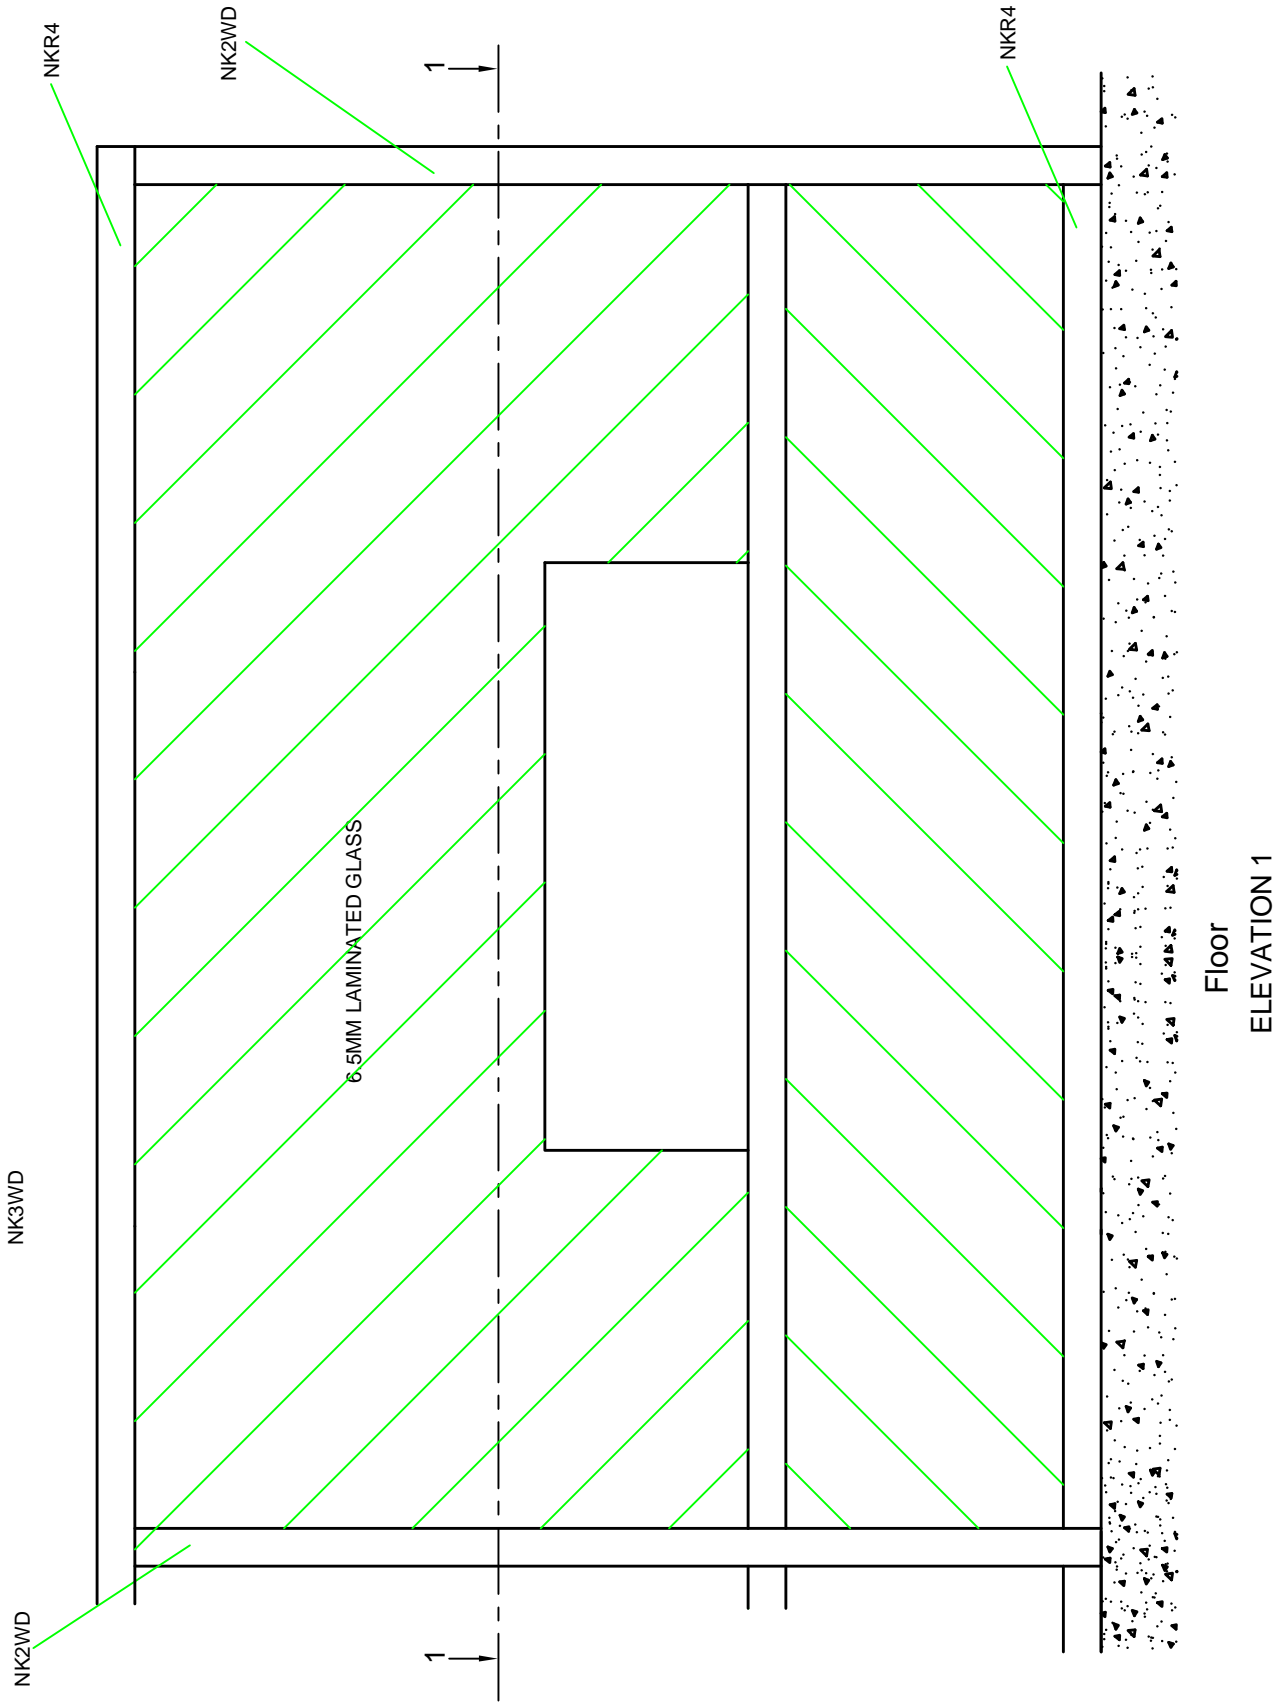 NK2WD
NK3WD
NKR4
NK2WD
6.5MM LAMINATED GLASS
1
1
NKR4
Floor
ELEVATION 1